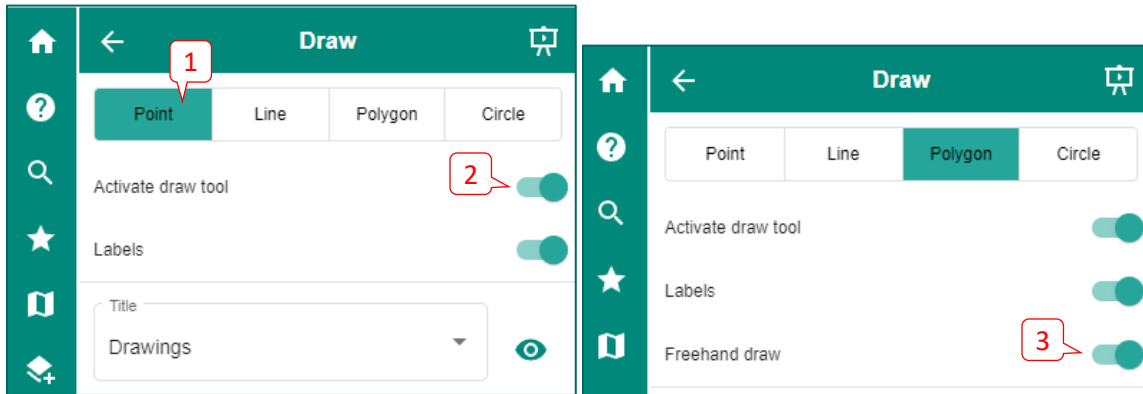 Draw
1
Point Line Polygon Circle
Activate draw tool 2
Labels
Title
Drawings
Draw
Point Line Polygon Circle
Activate draw tool
Labels
Freehand draw 3